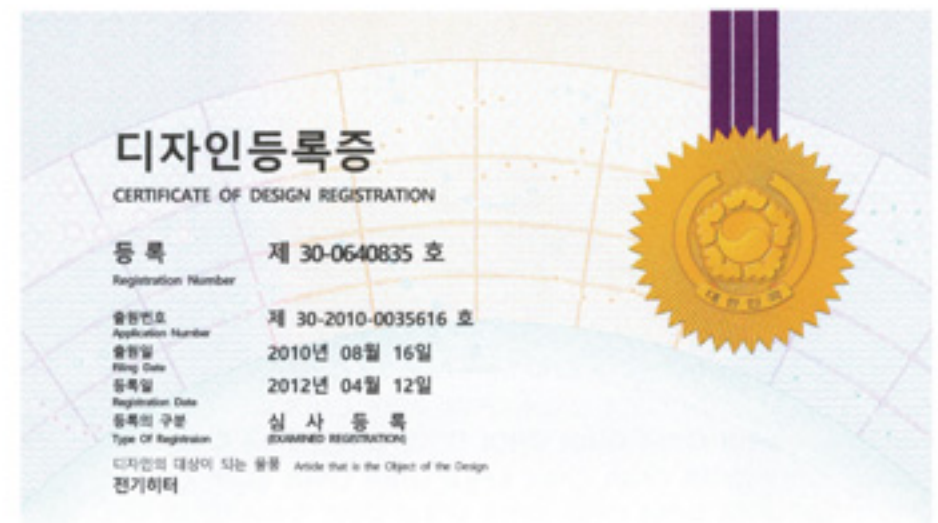 디자인등록증
CERTIFICATE OF DESIGN REGISTRATION
등 록 제 30-0640835 호
Registration Number
출원번호 제 30-2010-0035616 호
Application Number
출원일 2010년 08월 16일
Filing Date
등록일 2012년 04월 12일
Registration Date
등록의 구분 심 사 등 록
Type Of Registraion (EXAMINED REGISTRATION)
디자인의 대상이 되는 물품 Article that is the Object of the Design
전기히터
대한민국